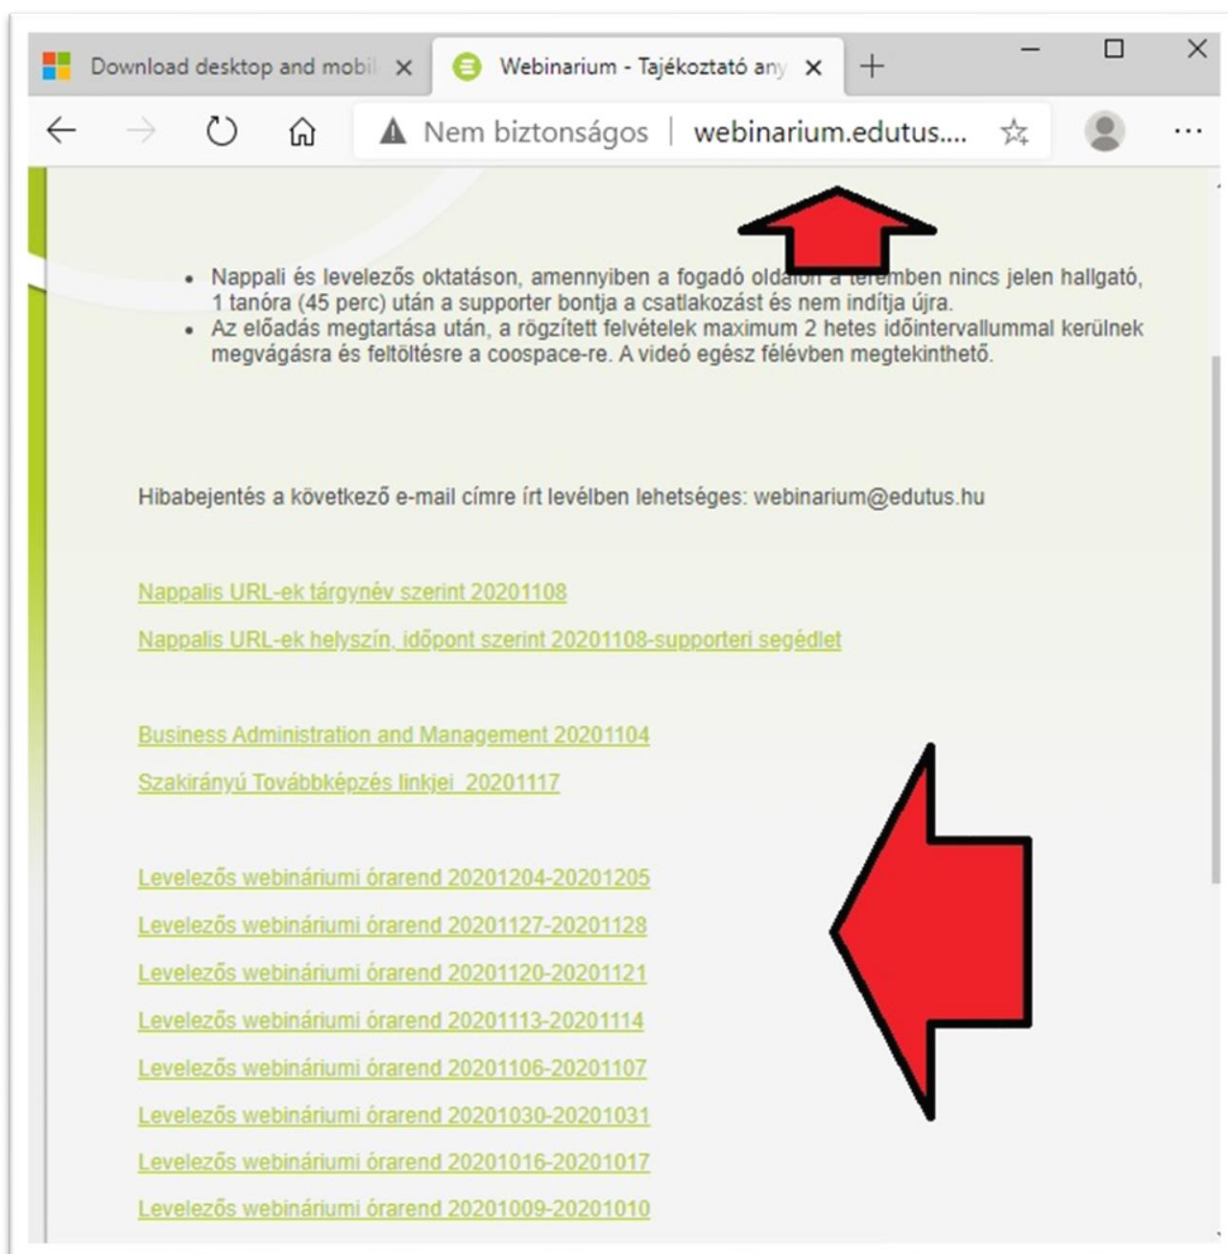 Download desktop and mobil
Webinarium - Tajékoztató any
Nem biztonságos | webinarium.edutus....
• Nappali és levelezős oktatáson, amennyiben a fogadó oldalon a teremben nincs jelen hallgató,
1 tanóra (45 perc) után a supporter bontja a csatlakozást és nem indítja újra.
• Az előadás megtartása után, a rögzített felvételek maximum 2 hetes időintervallummal kerülnek
megvágásra és feltöltésre a coospace-re. A videó egész félévben megtekinthető.
Hibabejentés a következő e-mail címre írt levélben lehetséges: webinarium@edutus.hu
Nappalis URL-ek tárgynév szerint 20201108
Nappalis URL-ek helyszín, időpont szerint 20201108-supporteri segédlet
Business Administration and Management 20201104
Szakirányú Továbbképzés linkjei  20201117
Levelezős webináriumi órarend 20201204-20201205
Levelezős webináriumi órarend 20201127-20201128
Levelezős webináriumi órarend 20201120-20201121
Levelezős webináriumi órarend 20201113-20201114
Levelezős webináriumi órarend 20201106-20201107
Levelezős webináriumi órarend 20201030-20201031
Levelezős webináriumi órarend 20201016-20201017
Levelezős webináriumi órarend 20201009-20201010